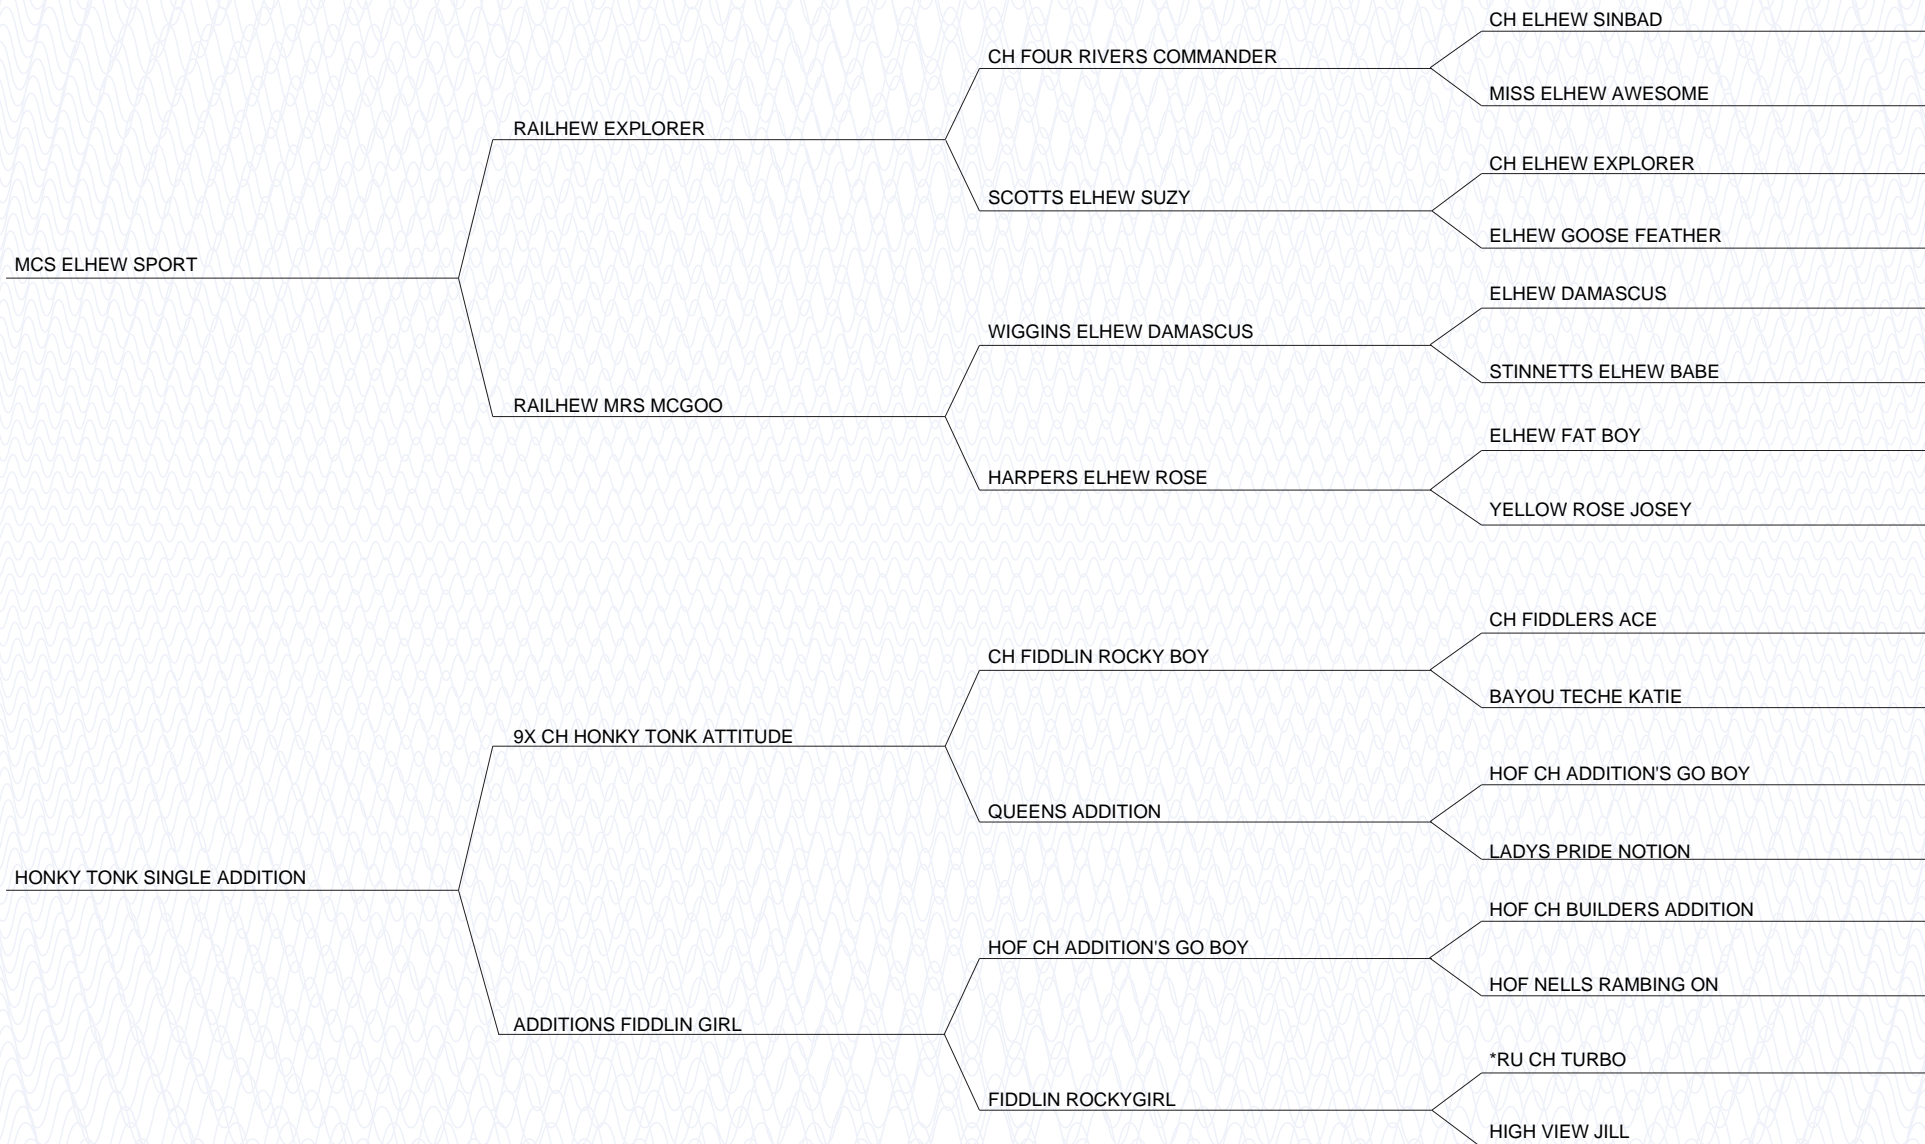 CH ELHEW SINBAD
CH FOUR RIVERS COMMANDER
MISS ELHEW AWESOME
RAILHEW EXPLORER
CH ELHEW EXPLORER
SCOTTS ELHEW SUZY
ELHEW GOOSE FEATHER
MCS ELHEW SPORT
ELHEW DAMASCUS
WIGGINS ELHEW DAMASCUS
STINNETTS ELHEW BABE
RAILHEW MRS MCGOO
ELHEW FAT BOY
HARPERS ELHEW ROSE
YELLOW ROSE JOSEY
CH FIDDLERS ACE
CH FIDDLIN ROCKY BOY
BAYOU TECHE KATIE
9X CH HONKY TONK ATTITUDE
HOF CH ADDITION'S GO BOY
QUEENS ADDITION
LADYS PRIDE NOTION
HONKY TONK SINGLE ADDITION
HOF CH BUILDERS ADDITION
HOF CH ADDITION'S GO BOY
HOF NELLS RAMBING ON
ADDITIONS FIDDLIN GIRL
*RU CH TURBO
FIDDLIN ROCKYGIRL
HIGH VIEW JILL